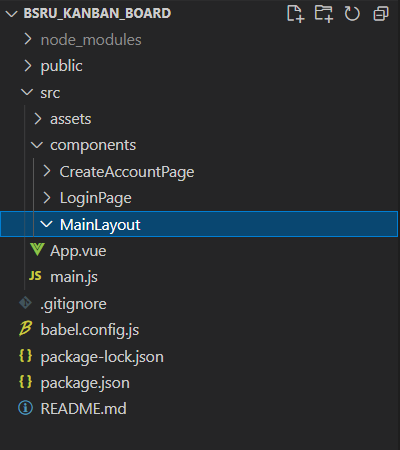 BSRU_KANBAN_BOARD
node_modules
public
src
assets
components
CreateAccountPage
LoginPage
MainLayout
App.vue
JS main.js
.gitignore
babel.config.js
{} package-lock.json
{} package.json
README.md